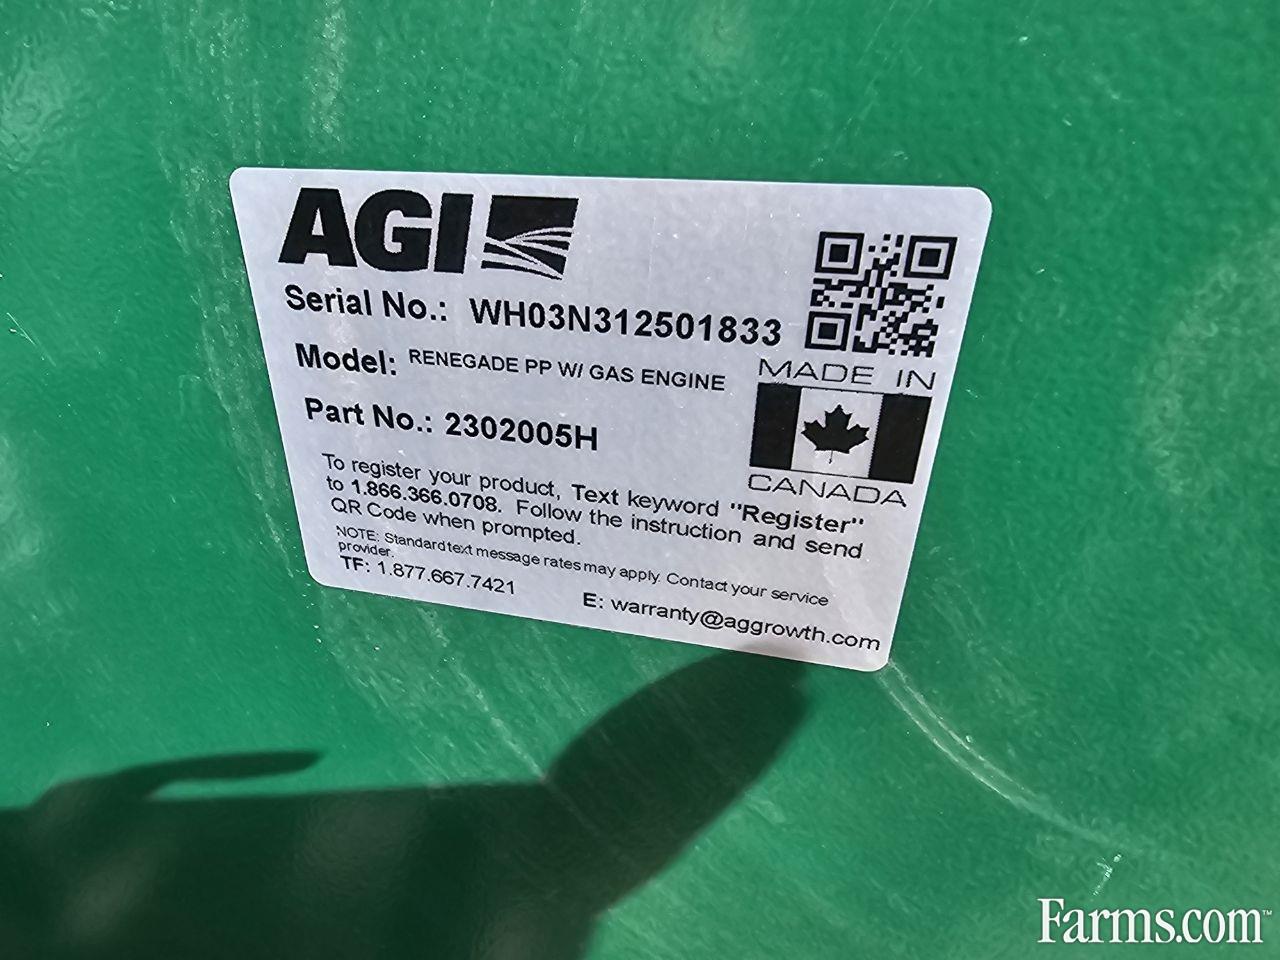 AGI
Serial No.: WH03N312501833
Model: RENEGADE PP W/ GAS ENGINE
Part No.: 2302005H
MADE IN
CANADA
To register your product, Text keyword "Register"
to 1.866.366.0708. Follow the instruction and send
QR Code when prompted.
NOTE: Standard text message rates may apply. Contact your service
provider.
TF: 1.877.667.7421
E: warranty@aggrowth.com
Farms.com™